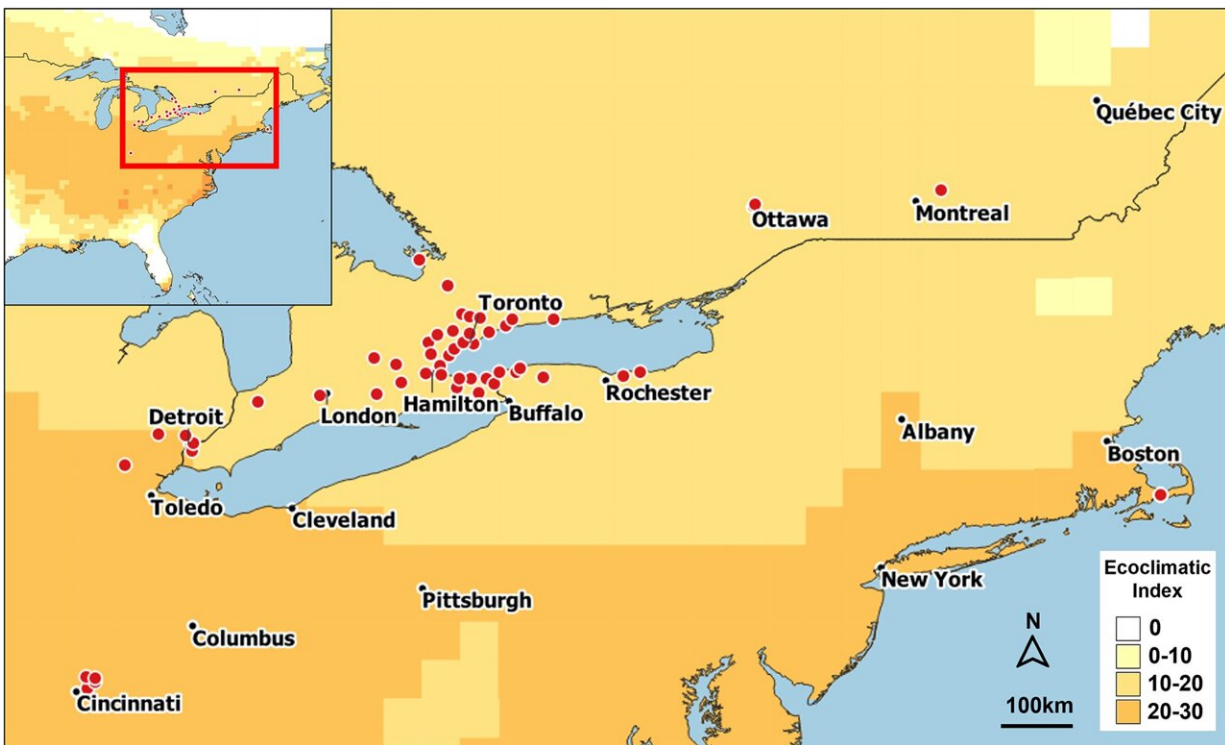 Québec City
Ottawa
Montreal
Toronto
Detroit
London
Hamilton
Buffalo
Rochester
Albany
Boston
Toledo
Cleveland
New York
Pittsburgh
Columbus
Cincinnati
Ecoclimatic
Index
0
0-10
10-20
20-30
N
100km